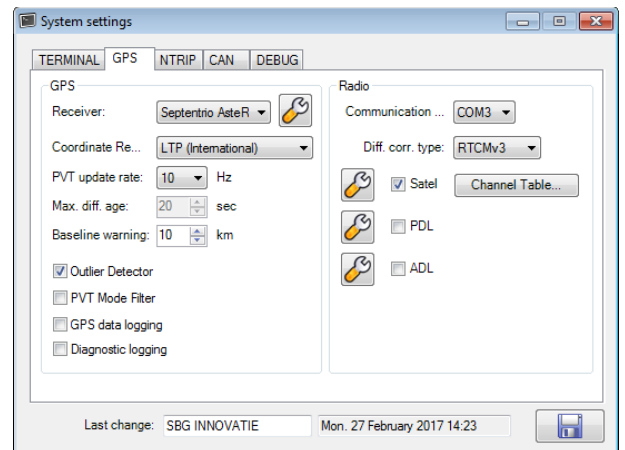 System settings
TERMINAL GPS NTRIP CAN DEBUG
GPS
Receiver: Septentrio AsteR
Coordinate Re... LTP (International)
PVT update rate: 10 Hz
Max. diff. age: 20 sec
Baseline warning: 10 km
Outlier Detector
PVT Mode Filter
GPS data logging
Diagnostic logging
Radio
Communication ... COM3
Diff. corr. type: RTCMv3
Satel Channel Table...
PDL
ADL
Last change: SBG INNOVATIE Mon. 27 February 2017 14:23